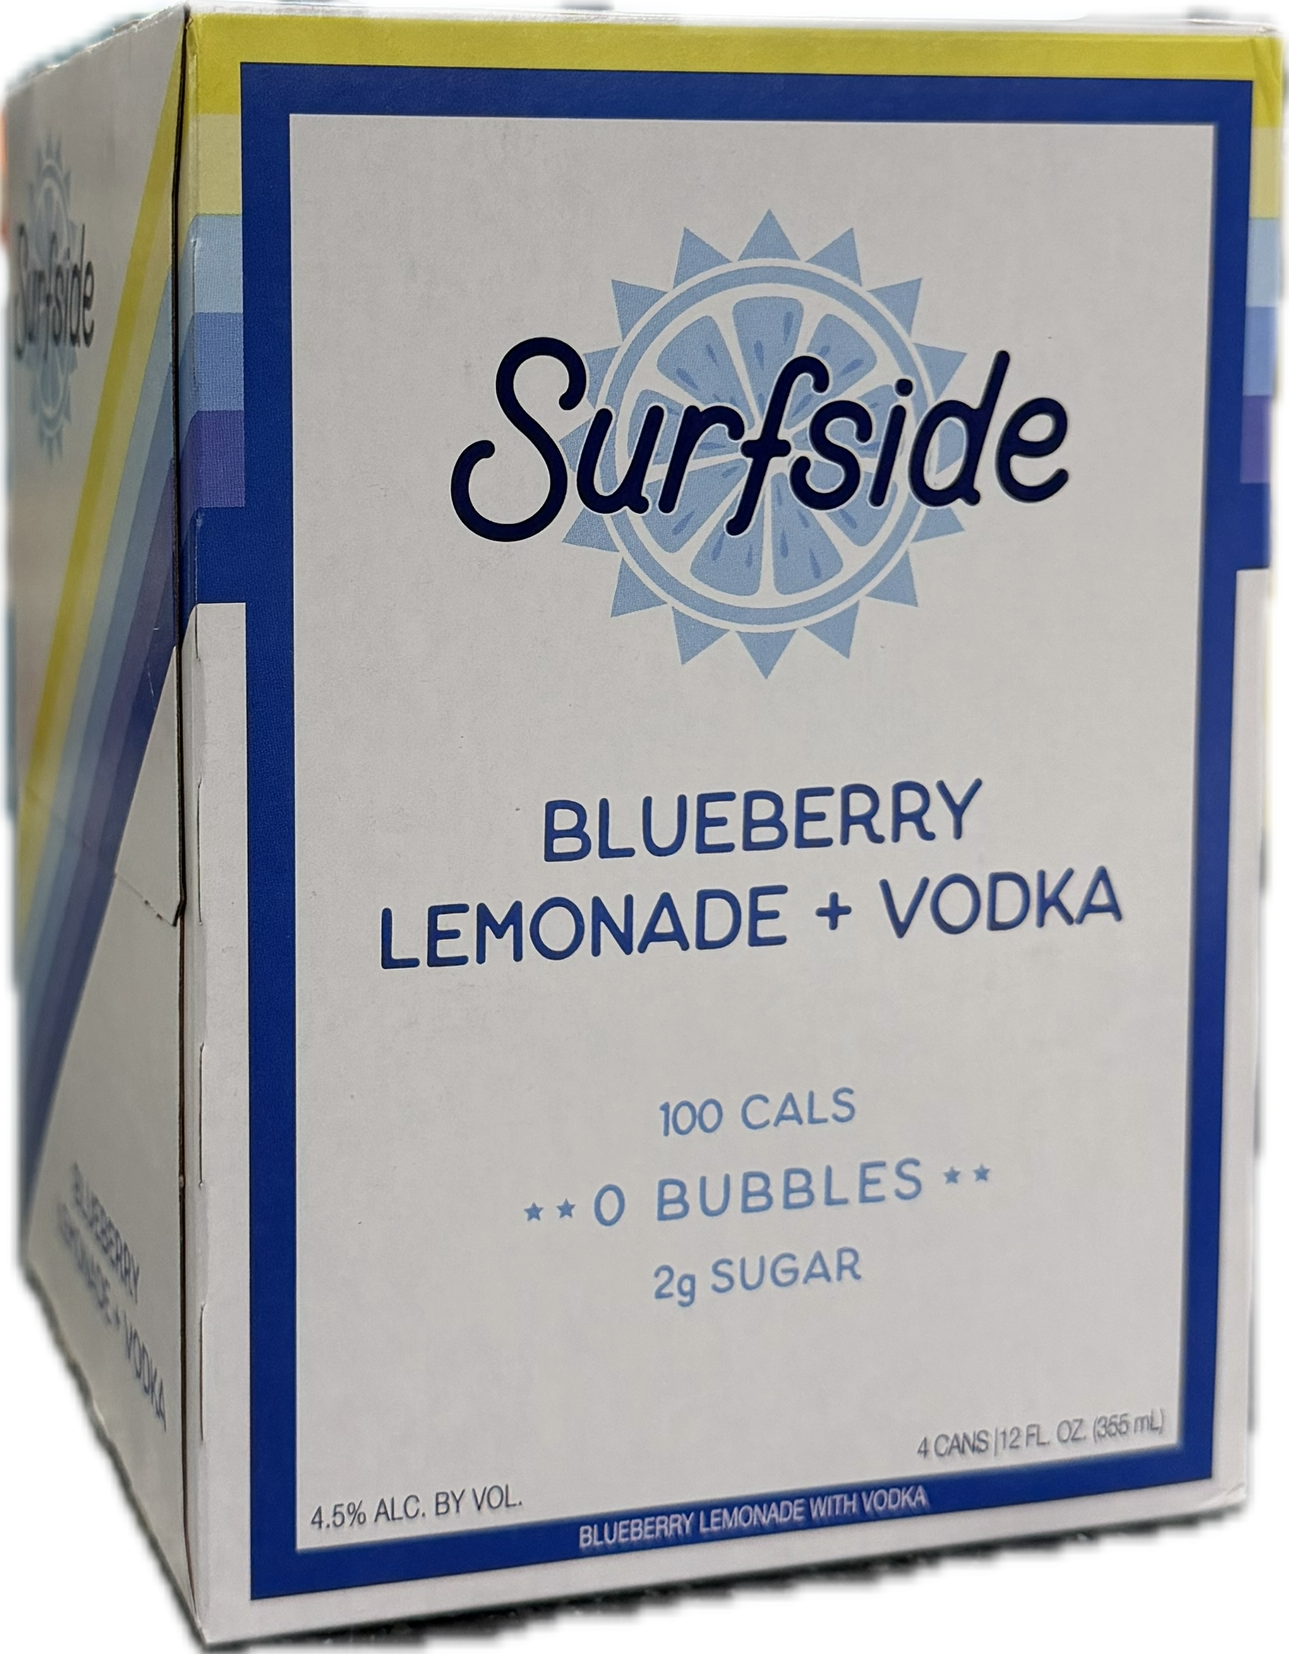 Surfside
BLUEBERRY
LEMONADE + VODKA
100 CALS
★★ 0 BUBBLES ★★
2g SUGAR
4 CANS|12 FL. OZ. (355 mL)
4.5% ALC. BY VOL.
BLUEBERRY LEMONADE WITH VODKA
Surfside
BLUEBERRY
LEMONADE + VODKA